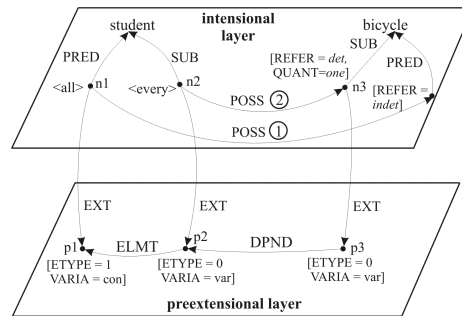 student
intensional
layer
bicycle
PRED
SUB
[REFER = det,
QUANT=one]
SUB
PRED
<all>
n1
<every>
n2
n3
POSS 2
[REFER =
indet]
POSS 1
EXT
EXT
EXT
p1
ELMT
p2
DPND
p3
[ETYPE = 1
VARIA = con]
[ETYPE = 0
VARIA = var]
[ETYPE = 0
VARIA = var]
preextensional layer